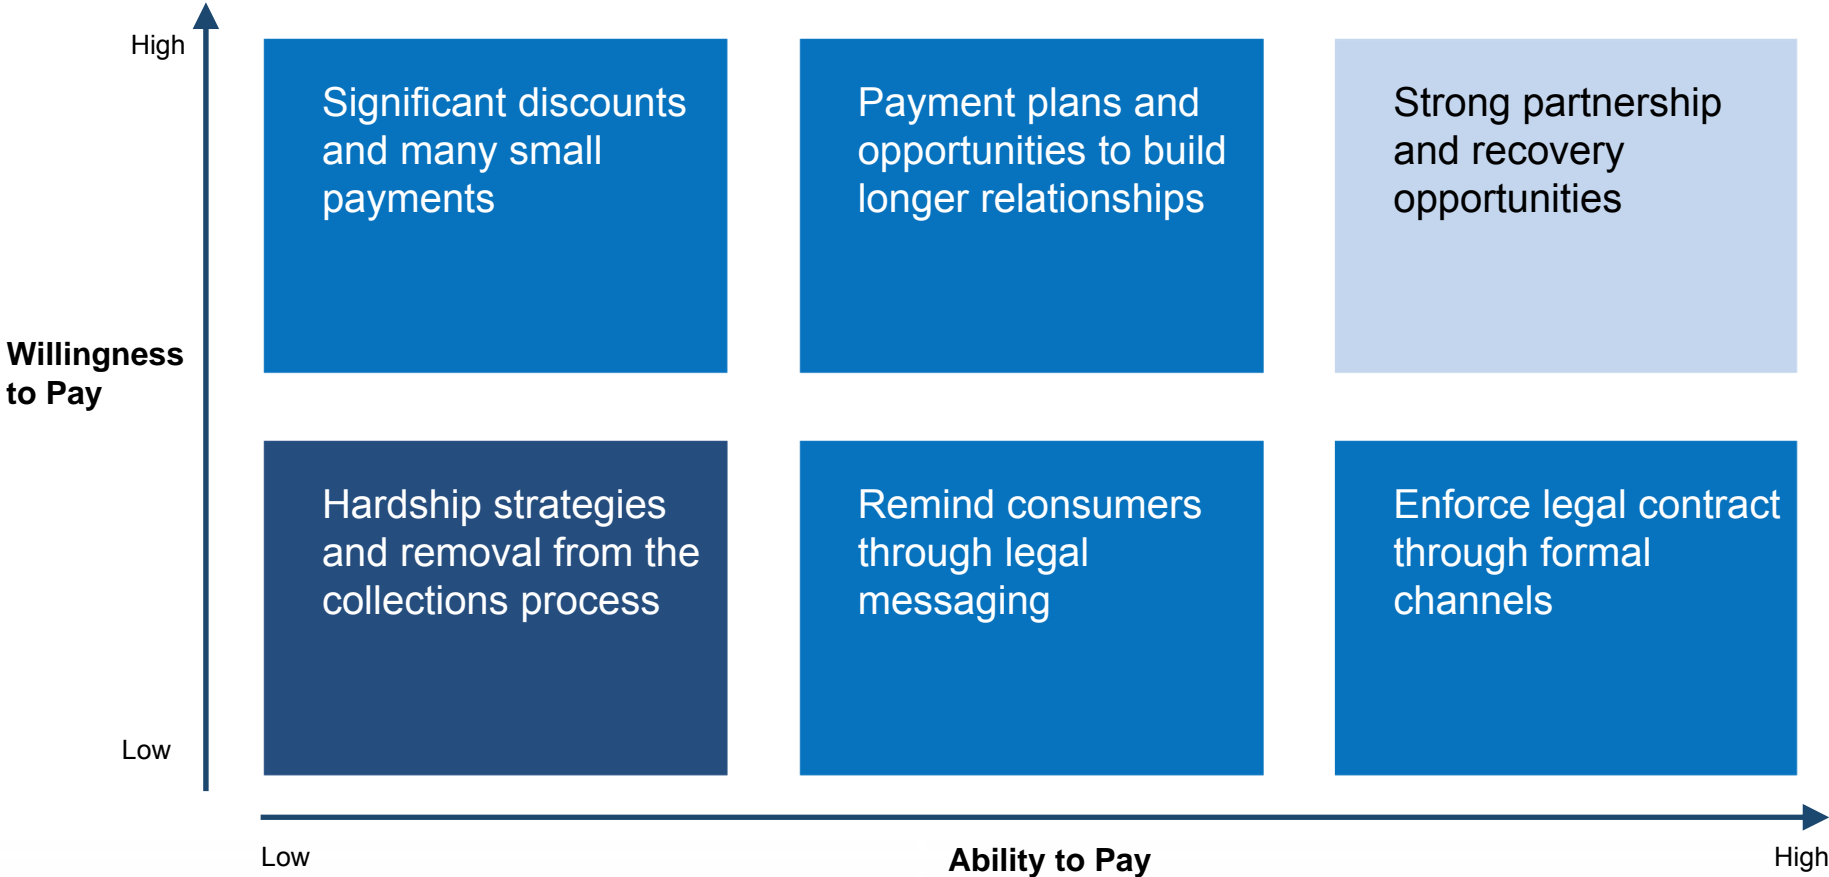 High
Significant discounts
and many small
payments
Payment plans and
opportunities to build
longer relationships
Strong partnership
and recovery
opportunities
Willingness
to Pay
Hardship strategies
and removal from the
collections process
Remind consumers
through legal
messaging
Enforce legal contract
through formal
channels
Low
Low
Ability to Pay
High